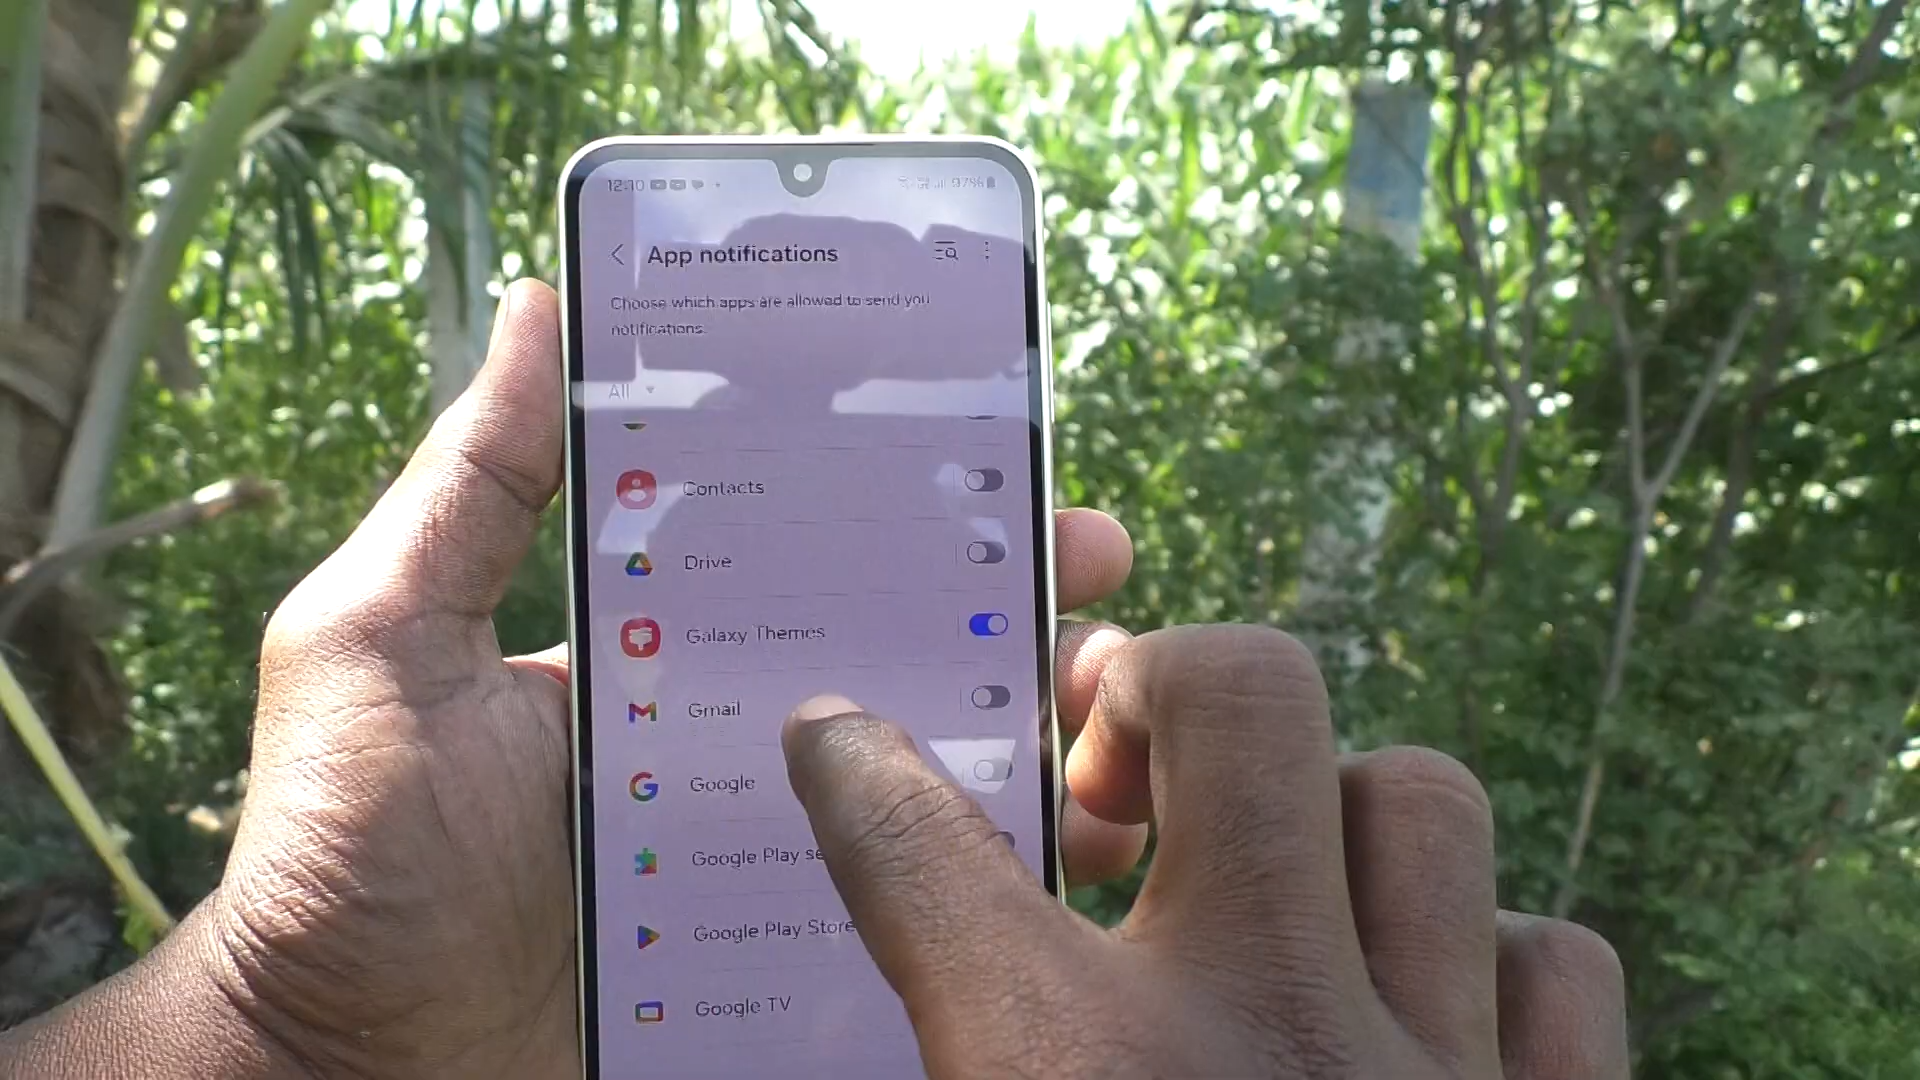 12:10 97%
App notifications
Choose which apps are allowed to send you
notifications.
All
Contacts
Drive
Galaxy Themes
Gmail
Google
Google Play se
Google Play Store
Google TV